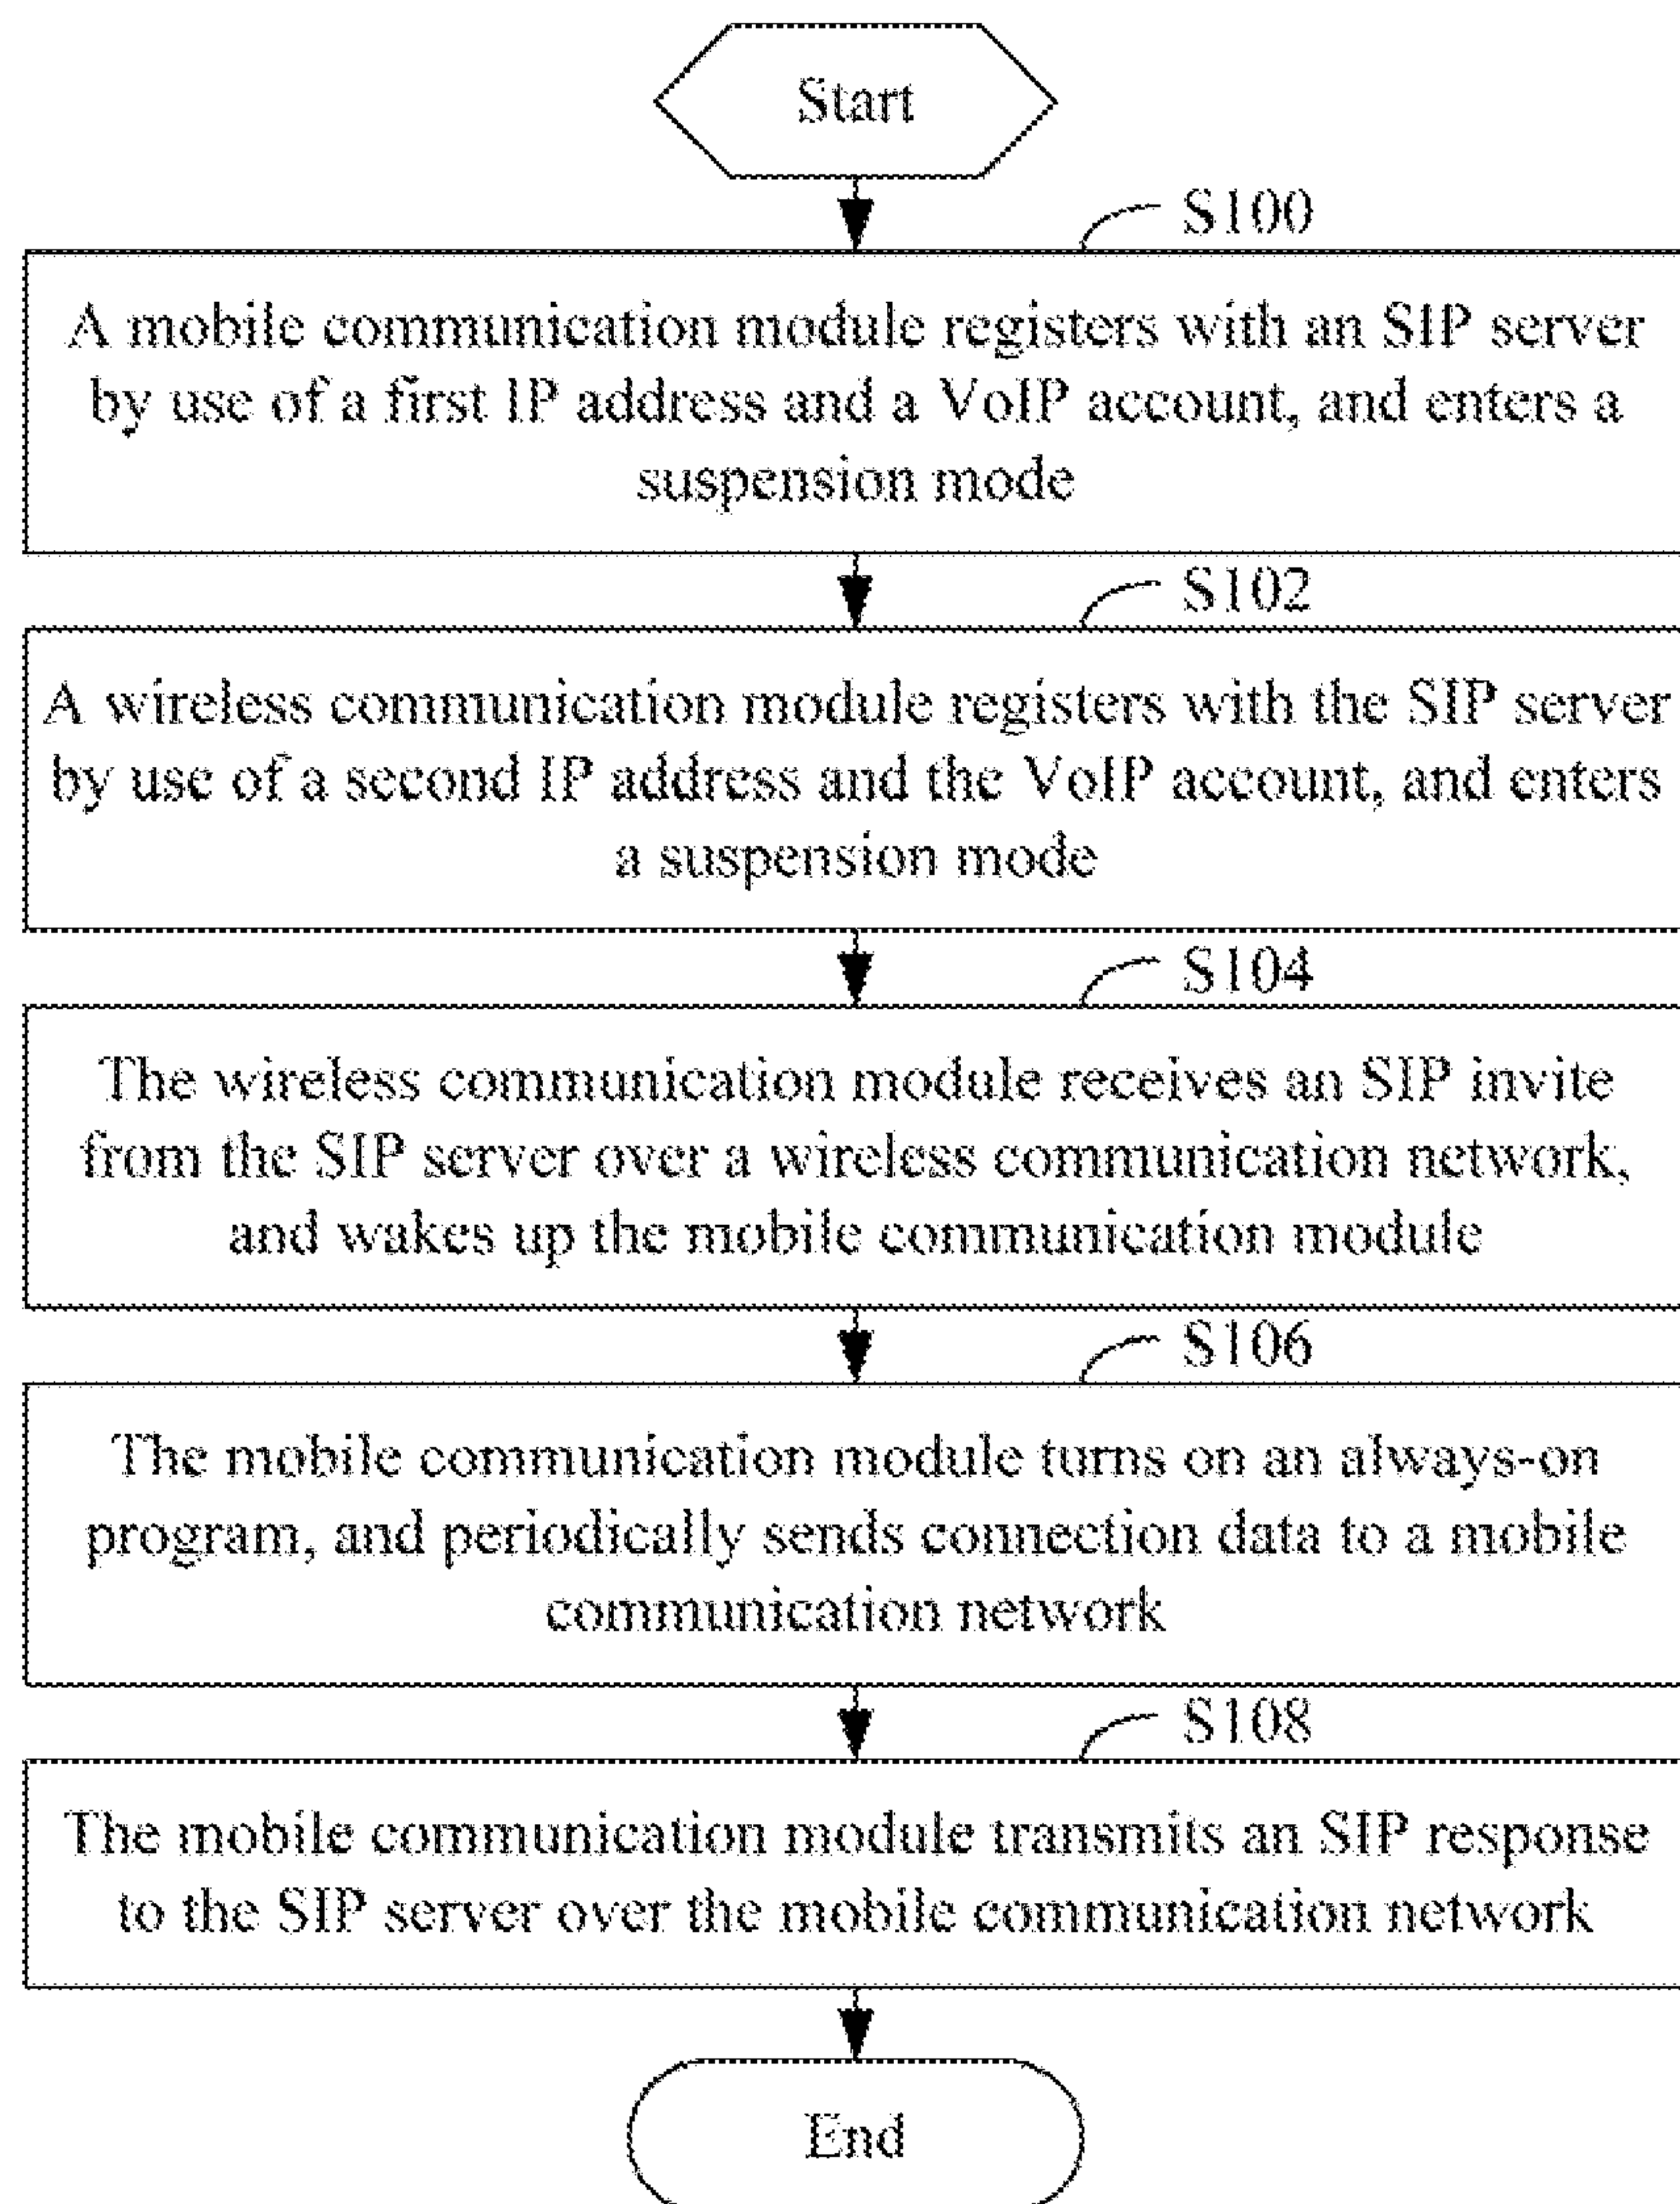 Start
S100
A mobile communication module registers with an SIP server
by use of a first IP address and a VoIP account, and enters a
suspension mode
S102
A wireless communication module registers with the SIP server
by use of a second IP address and the VoIP account, and enters
a suspension mode
S104
The wireless communication module receives an SIP invite
from the SIP server over a wireless communication network,
and wakes up the mobile communication module
S106
The mobile communication module turns on an always-on
program, and periodically sends connection data to a mobile
communication network
S108
The mobile communication module transmits an SIP response
to the SIP server over the mobile communication network
End